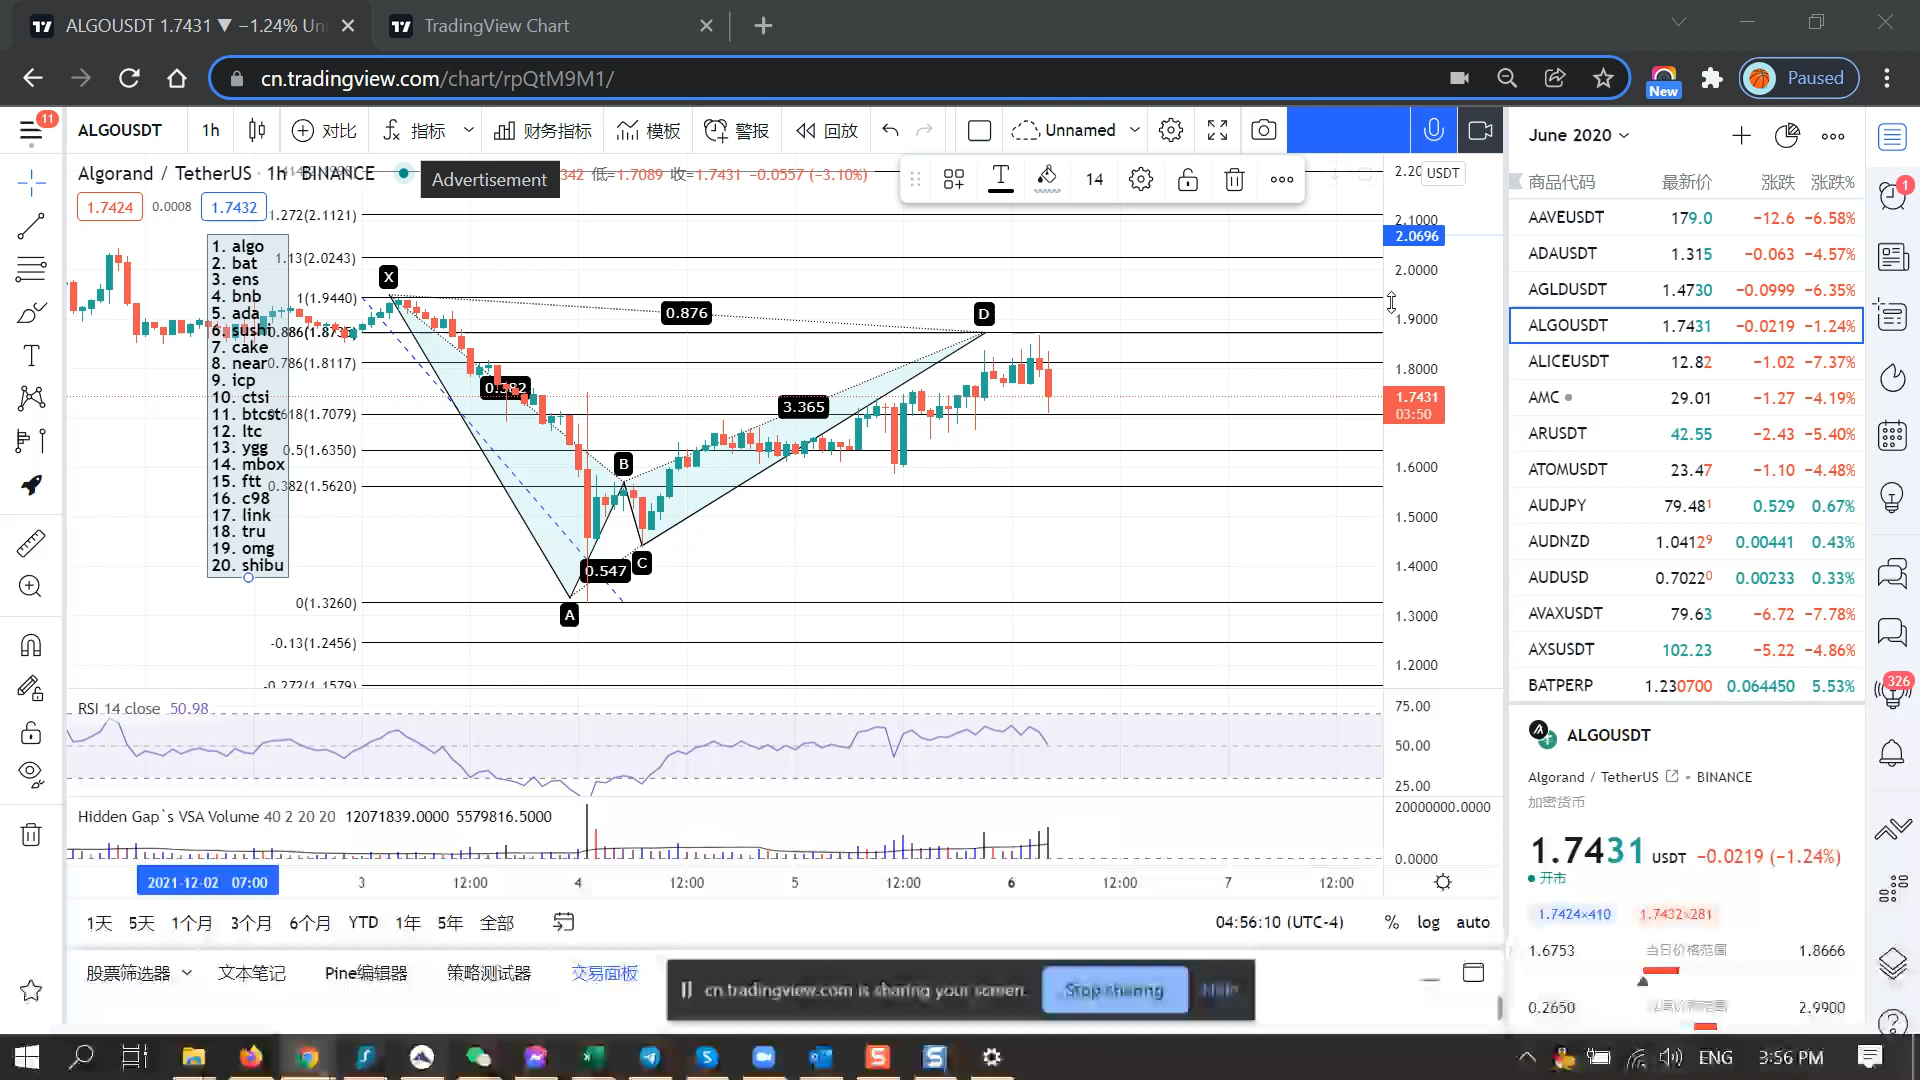 ALGOUSDT 1.7431 ▼ −1.24% Un
TradingView Chart
cn.tradingview.com/chart/rpQtM9M1/
New
Paused
11
ALGOUSDT
1h
对比
指标
财务指标
模板
警报
回放
Unnamed
June 2020
Algorand / TetherUS · 1h · BINANCE
Advertisement
342 低=1.7089 收=1.7431 −0.0557 (−3.10%)
14
USDT
1.7424
0.0008
1.7432
1.272(2.1121)
1.13(2.0243)
1(1.9440)
0.886(1.8735)
0.786(1.8117)
0.618(1.7079)
0.5(1.6350)
0.382(1.5620)
0(1.3260)
-0.13(1.2456)
-0.272(1.1579)
1. algo
2. bat
3. ens
4. bnb
5. ada
6. sushi
7. cake
8. near
9. icp
10. ctsi
11. btcst
12. ltc
13. ygg
14. mbox
15. ftt
16. c98
17. link
18. tru
19. omg
20. shibu
X
0.876
D
0.382
3.365
B
0.547
C
A
2.1000
2.0696
2.0000
1.9000
1.8000
1.7431
03:50
1.6000
1.5000
1.4000
1.3000
1.2000
RSI 14 close 50.98
75.00
50.00
25.00
Hidden Gap`s VSA Volume 40 2 20 20 12071839.0000 5579816.5000
20000000.0000
0.0000
2021-12-02 07:00
3
12:00
4
12:00
5
12:00
6
12:00
7
12:00
1天 5天 1个月 3个月 6个月 YTD 1年 5年 全部
04:56:10 (UTC-4)
% log auto
股票筛选器 文本笔记 Pine编辑器 策略测试器 交易面板
cn.tradingview.com is sharing your screen.
Stop sharing
商品代码 最新价 涨跌 涨跌%
AAVEUSDT 179.0 −12.6 −6.58%
ADAUSDT 1.315 −0.063 −4.57%
AGLDUSDT 1.4730 −0.0999 −6.35%
ALGOUSDT 1.7431 −0.0219 −1.24%
ALICEUSDT 12.82 −1.02 −7.37%
AMC 29.01 −1.27 −4.19%
ARUSDT 42.55 −2.43 −5.40%
ATOMUSDT 23.47 −1.10 −4.48%
AUDJPY 79.481 0.529 0.67%
AUDNZD 1.04129 0.00441 0.43%
AUDUSD 0.70220 0.00233 0.33%
AVAXUSDT 79.63 −6.72 −7.78%
AXSUSDT 102.23 −5.22 −4.86%
BATPERP 1.230700 0.064450 5.53%
1
326
ALGOUSDT
Algorand / TetherUS • BINANCE
加密货币
1.7431 USDT −0.0219 (−1.24%)
开市
1.7424×410 1.7432×281
1.6753 当日价格范围 1.8666
0.2650 2.9900
ENG
3:56 PM